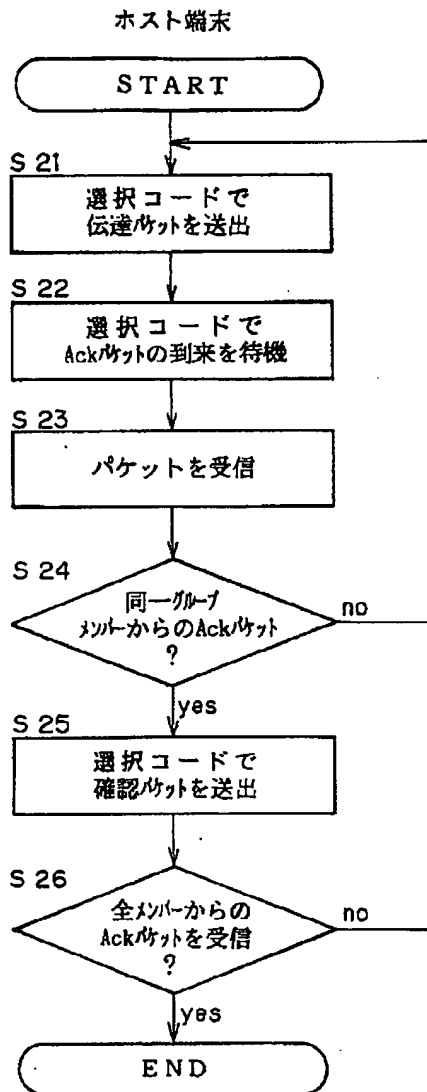 ホスト端末
START
S 21
選択コードで
伝達パケットを送出
S 22
選択コードで
Ackパケットの到来を待機
S 23
パケットを受信
S 24
同一グループ
メンバーからのAckパケット
?
no
yes
S 25
選択コードで
確認パケットを送出
S 26
全メンバーからの
Ackパケットを受信
?
no
yes
END